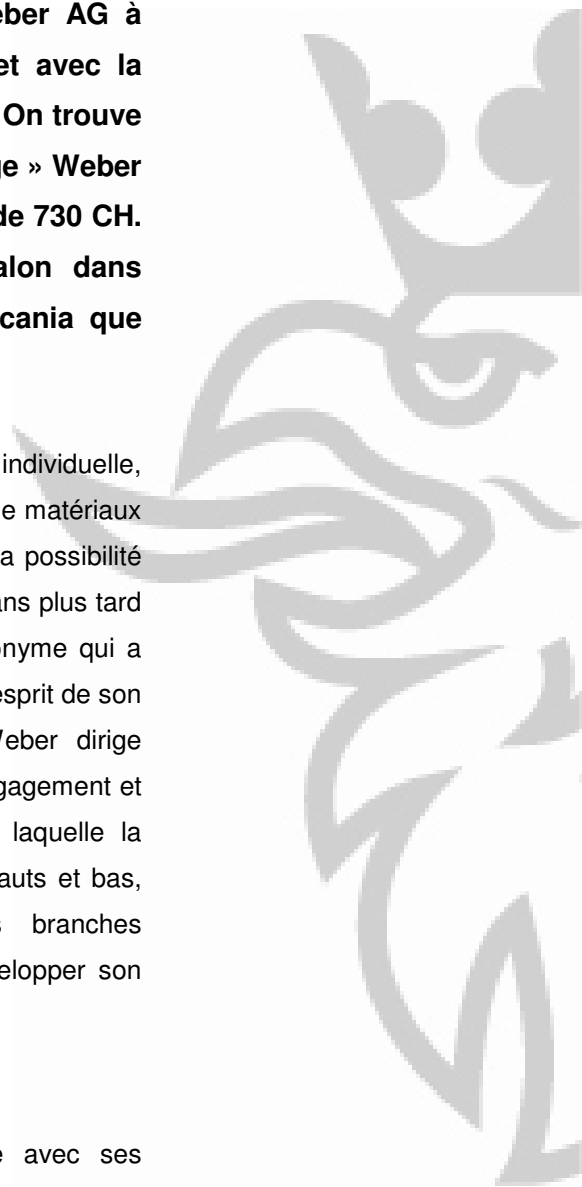 eber AG à
et avec la
On trouve
ge » Weber
de 730 CH.
alon dans
cania que
individuelle,
e matériaux
a possibilité
ans plus tard
onyme qui a
esprit de son
Weber dirige
gagement et
laquelle la
auts et bas,
s branches
elopper son
e avec ses